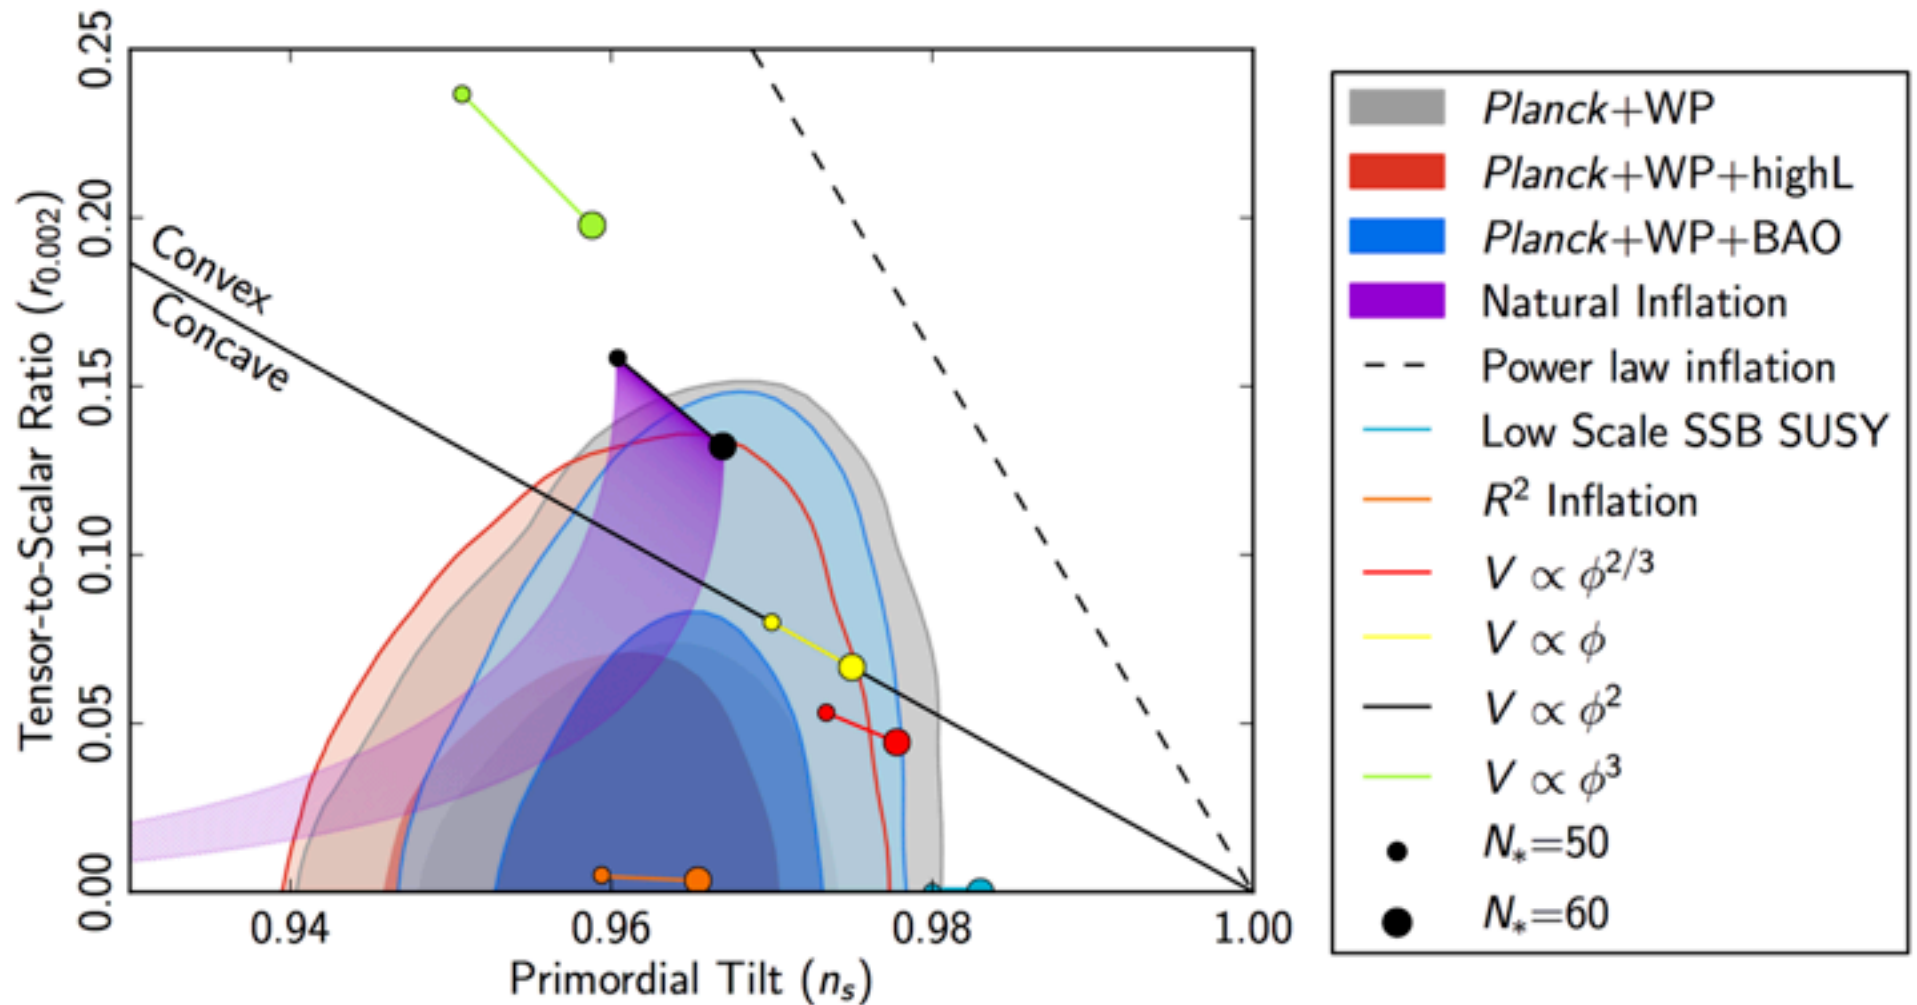 Tensor-to-Scalar Ratio (r₀.₀₀₂)
0.25
0.20
0.15
0.10
0.05
0.00
Convex
Concave
0.94
0.96
0.98
1.00
Primordial Tilt (nₛ)
Planck+WP
Planck+WP+highL
Planck+WP+BAO
Natural Inflation
Power law inflation
Low Scale SSB SUSY
R² Inflation
V ∝ ϕ²ᐟ³
V ∝ ϕ
V ∝ ϕ²
V ∝ ϕ³
N⁎=50
N⁎=60